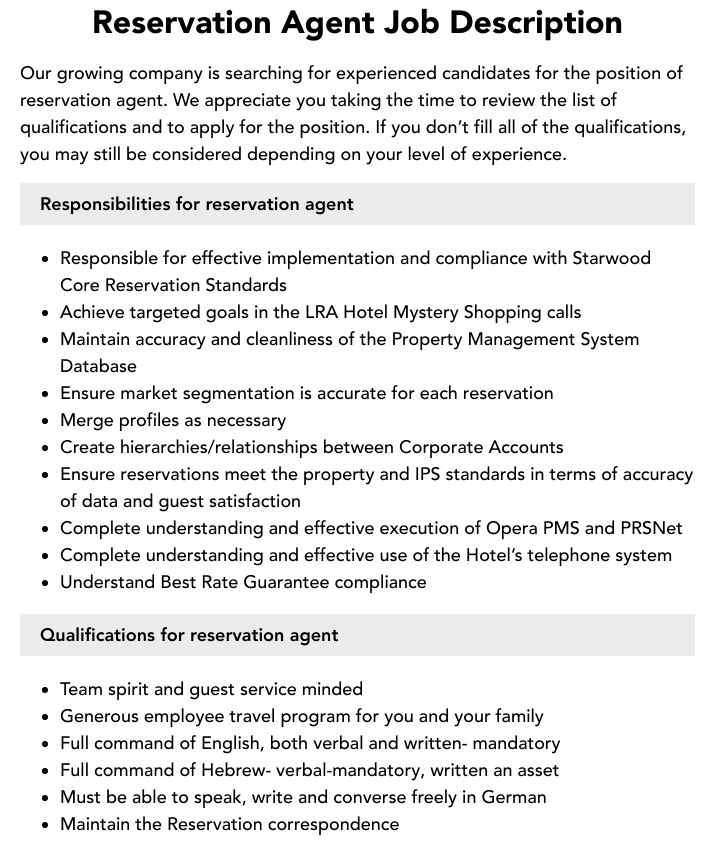 Reservation Agent Job Description
Our growing company is searching for experienced candidates for the position of
reservation agent. We appreciate you taking the time to review the list of
qualifications and to apply for the position. If you don’t fill all of the qualifications,
you may still be considered depending on your level of experience.
Responsibilities for reservation agent
• Responsible for effective implementation and compliance with Starwood
Core Reservation Standards
• Achieve targeted goals in the LRA Hotel Mystery Shopping calls
• Maintain accuracy and cleanliness of the Property Management System
Database
• Ensure market segmentation is accurate for each reservation
• Merge profiles as necessary
• Create hierarchies/relationships between Corporate Accounts
• Ensure reservations meet the property and IPS standards in terms of accuracy
of data and guest satisfaction
• Complete understanding and effective execution of Opera PMS and PRSNet
• Complete understanding and effective use of the Hotel’s telephone system
• Understand Best Rate Guarantee compliance
Qualifications for reservation agent
• Team spirit and guest service minded
• Generous employee travel program for you and your family
• Full command of English, both verbal and written- mandatory
• Full command of Hebrew- verbal-mandatory, written an asset
• Must be able to speak, write and converse freely in German
• Maintain the Reservation correspondence